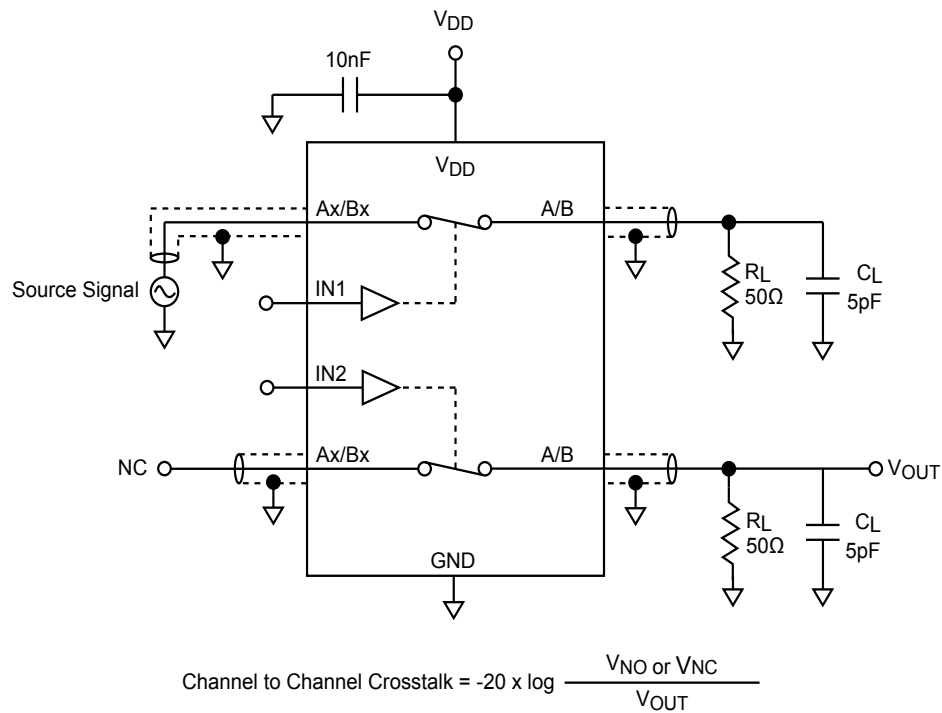 VDD
10nF
VDD
Ax/Bx
A/B
Source Signal
IN1
RL
50Ω
CL
5pF
IN2
NC
Ax/Bx
A/B
VOUT
RL
50Ω
CL
5pF
GND
Channel to Channel Crosstalk = -20 x log VNO or VNC
VOUT